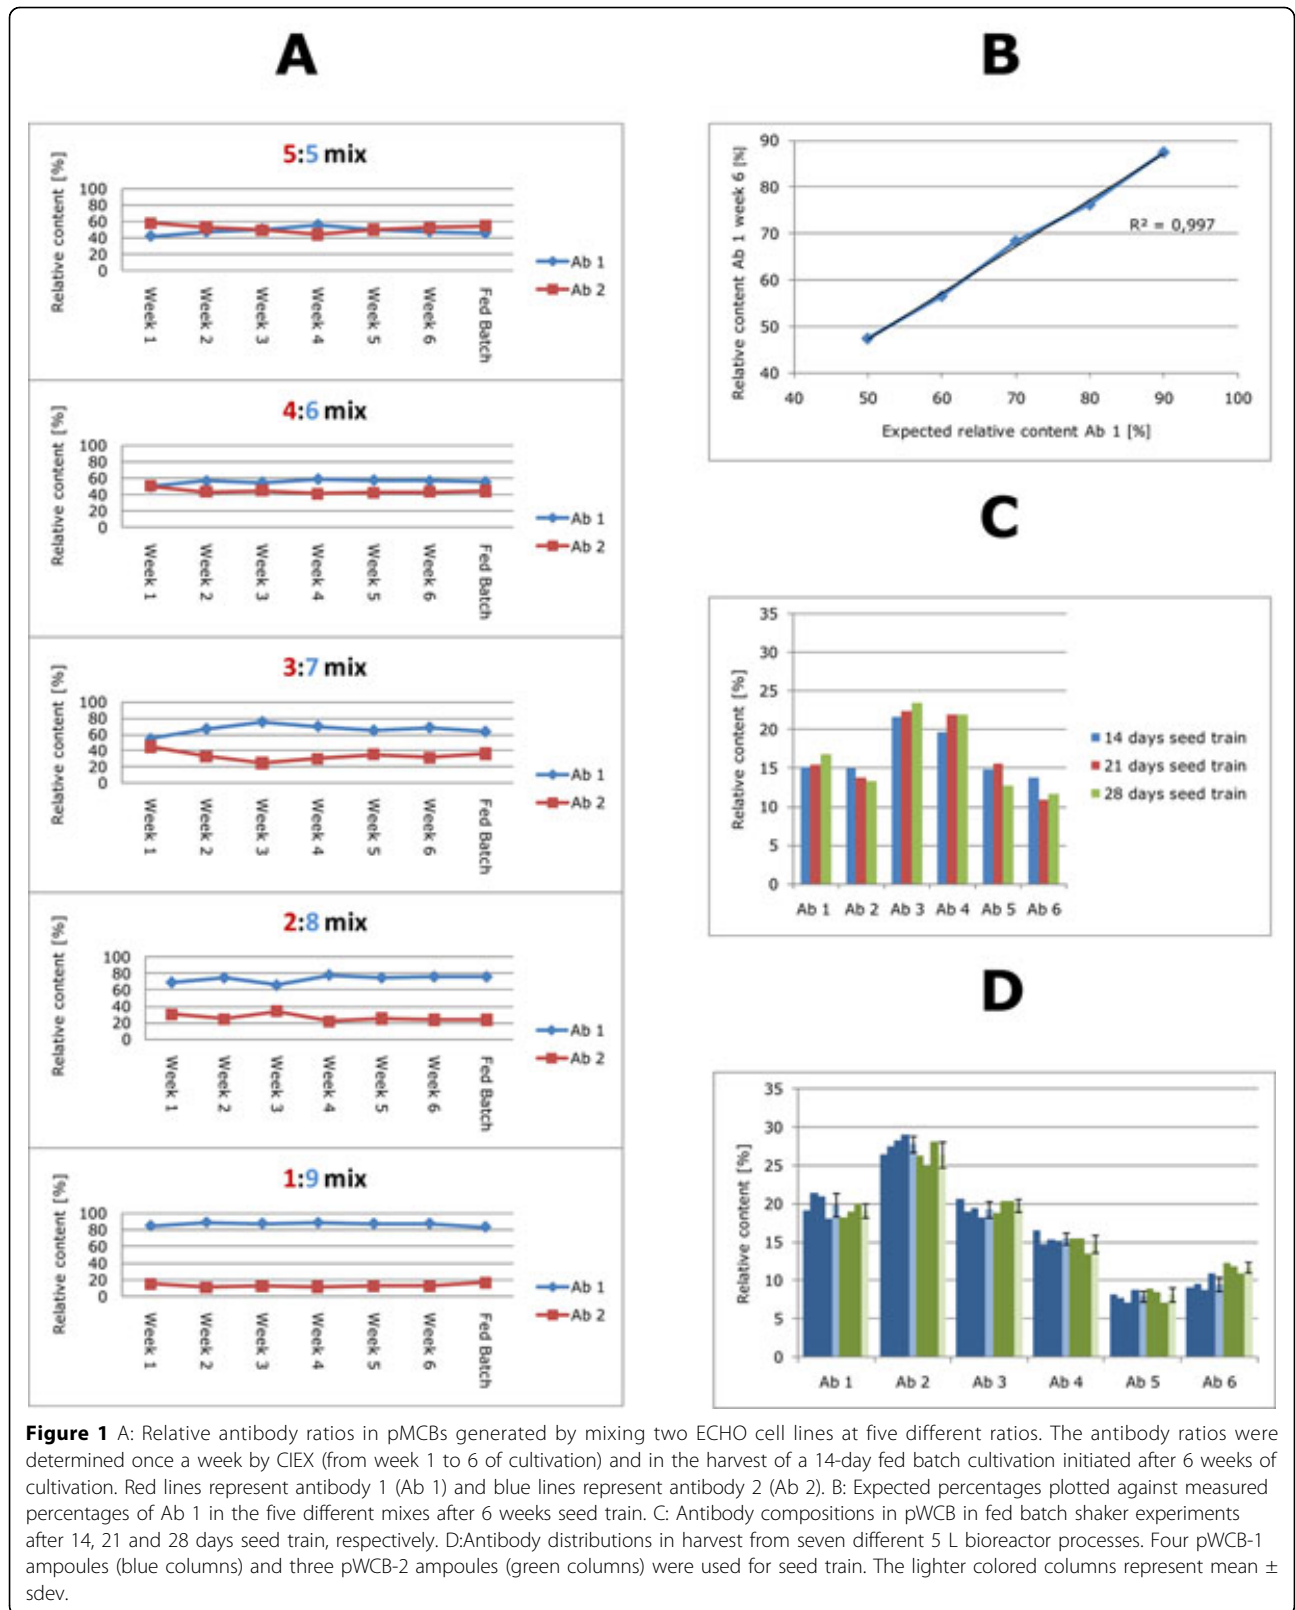 A
5:5 mix
Relative content [%]
100
80
60
40
20
0
Week 1
Week 2
Week 3
Week 4
Week 5
Week 6
Fed Batch
Ab 1
Ab 2
4:6 mix
Relative content [%]
100
80
60
40
20
0
Week 1
Week 2
Week 3
Week 4
Week 5
Week 6
Fed Batch
Ab 1
Ab 2
3:7 mix
Relative content [%]
100
80
60
40
20
0
Week 1
Week 2
Week 3
Week 4
Week 5
Week 6
Fed Batch
Ab 1
Ab 2
2:8 mix
Relative content [%]
100
80
60
40
20
0
Week 1
Week 2
Week 3
Week 4
Week 5
Week 6
Fed Batch
Ab 1
Ab 2
1:9 mix
Relative content [%]
100
80
60
40
20
0
Week 1
Week 2
Week 3
Week 4
Week 5
Week 6
Fed Batch
Ab 1
Ab 2
B
Relative content Ab 1 week 6 [%]
90
80
70
60
50
40
R² = 0,997
40 50 60 70 80 90 100
Expected relative content Ab 1 [%]
C
Relative content [%]
35
30
25
20
15
10
5
0
Ab 1 Ab 2 Ab 3 Ab 4 Ab 5 Ab 6
14 days seed train
21 days seed train
28 days seed train
D
Relative content [%]
35
30
25
20
15
10
5
0
Ab 1 Ab 2 Ab 3 Ab 4 Ab 5 Ab 6
Figure 1 A: Relative antibody ratios in pMCBs generated by mixing two ECHO cell lines at five different ratios. The antibody ratios were
determined once a week by CIEX (from week 1 to 6 of cultivation) and in the harvest of a 14-day fed batch cultivation initiated after 6 weeks of
cultivation. Red lines represent antibody 1 (Ab 1) and blue lines represent antibody 2 (Ab 2). B: Expected percentages plotted against measured
percentages of Ab 1 in the five different mixes after 6 weeks seed train. C: Antibody compositions in pWCB in fed batch shaker experiments
after 14, 21 and 28 days seed train, respectively. D:Antibody distributions in harvest from seven different 5 L bioreactor processes. Four pWCB-1
ampoules (blue columns) and three pWCB-2 ampoules (green columns) were used for seed train. The lighter colored columns represent mean ±
sdev.